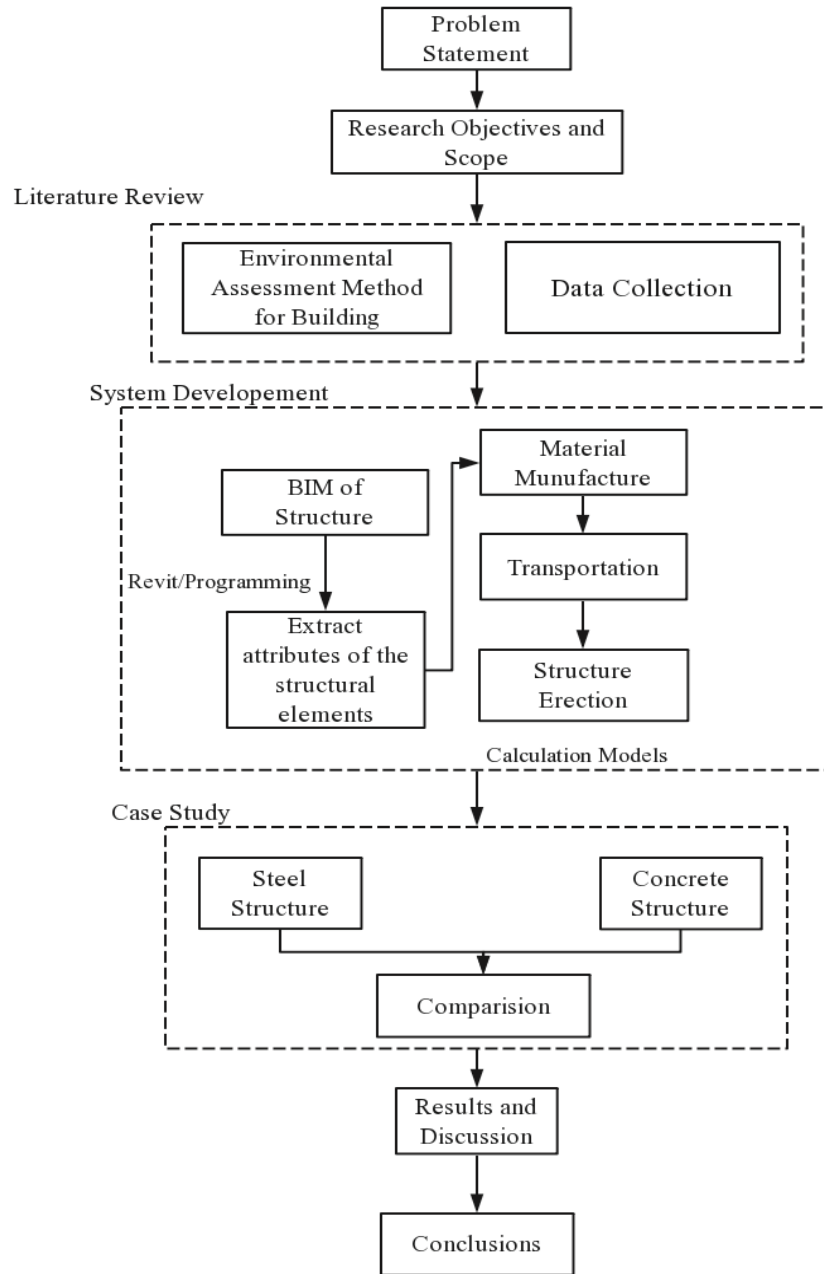 Problem
Statement
Research Objectives and
Scope
Literature Review
Environmental
Assessment Method
for Building
Data Collection
System Developement
BIM of
Structure
Revit/Programming
Extract
attributes of the
structural
elements
Material
Munufacture
Transportation
Structure
Erection
Calculation Models
Case Study
Steel
Structure
Concrete
Structure
Comparision
Results and
Discussion
Conclusions